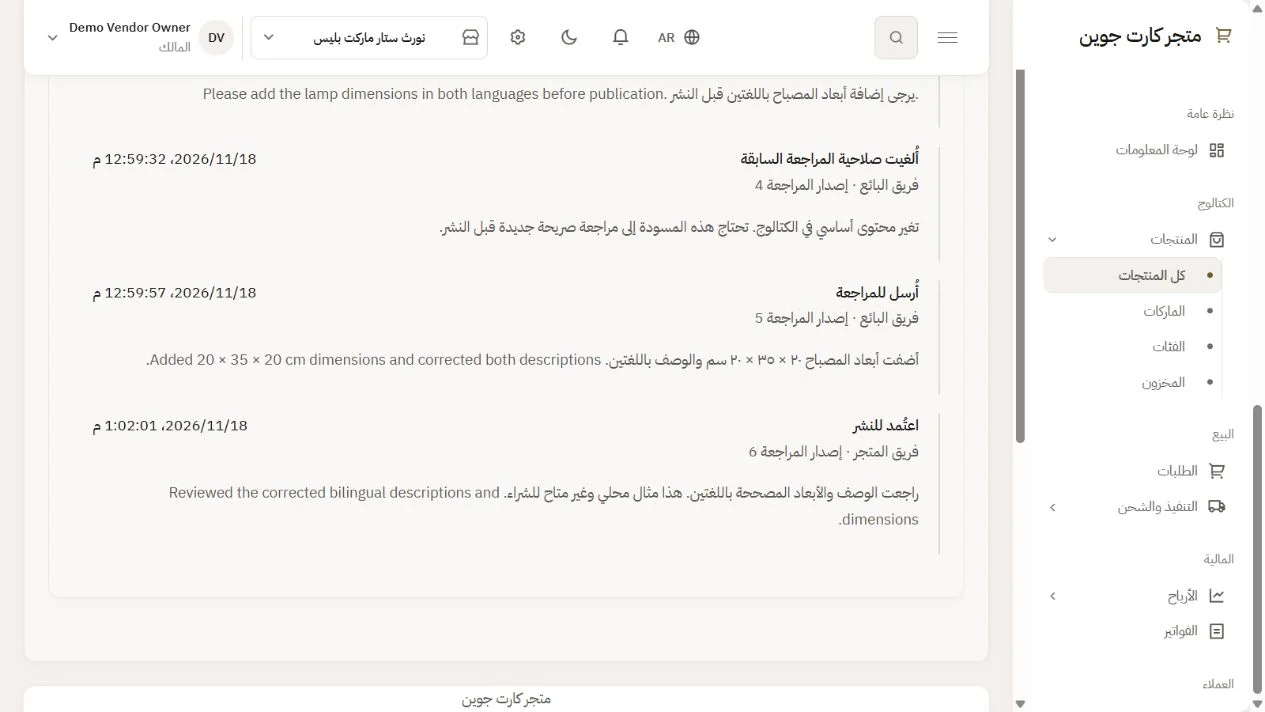 متجر كارت جوين
نظرة عامة
لوحة المعلومات
الكتالوج
المنتجات
كل المنتجات
الماركات
الفئات
المخزون
البيع
الطلبات
التنفيذ والشحن
المالية
الأرباح
الفواتير
العملاء
AR
نورث ستار ماركت بليس
DV
Demo Vendor Owner
المالك
يرجى إضافة أبعاد المصباح باللغتين قبل النشر. Please add the lamp dimensions in both languages before publication.
أُلغيت صلاحية المراجعة السابقة
2026/11/18، 12:59:32 م
فريق البائع · إصدار المراجعة 4
تغير محتوى أساسي في الكتالوج. تحتاج هذه المسودة إلى مراجعة صريحة جديدة قبل النشر.
أُرسل للمراجعة
2026/11/18، 12:59:57 م
فريق البائع · إصدار المراجعة 5
أضفت أبعاد المصباح ٢٠ × ٣٥ × ٢٠ سم والوصف باللغتين. Added 20 × 35 × 20 cm dimensions and corrected both descriptions.
اعتُمد للنشر
2026/11/18، 1:02:01 م
فريق المتجر · إصدار المراجعة 6
راجعت الوصف والأبعاد المصححة باللغتين. هذا مثال محلي وغير متاح للشراء. Reviewed the corrected bilingual descriptions and
dimensions.
متجر كارت جوين